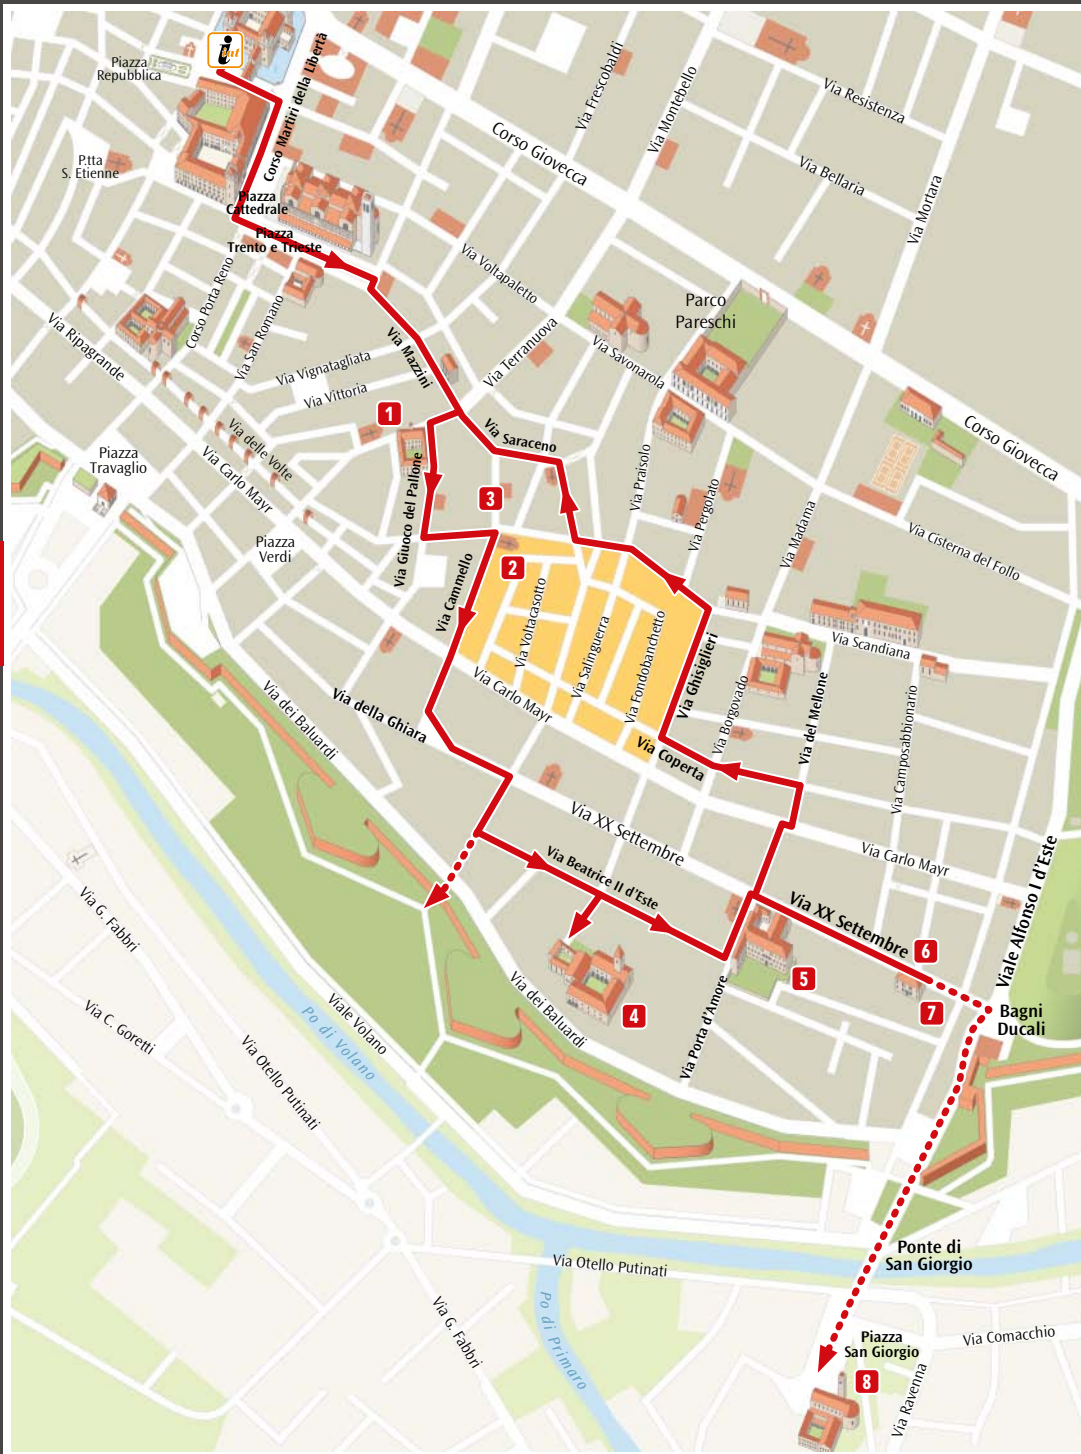 i
iat
Piazza
Repubblica
P.tta
S. Etienne
Corso Martiri della Libertà
Piazza
Cattedrale
Piazza
Trento e Trieste
Corso Giovecca
Via Frescobaldi
Via Montebello
Via Resistenza
Via Bellaria
Via Mortara
Via Voltapaletto
Parco
Pareschi
Corso Porta Reno
Via San Romano
Via Ripagrande
Via Vignatagliata
Via Vittoria
Via Mazzini
Via Terranuova
Via Savonarola
1
Via Saraceno
Corso Giovecca
Piazza
Travaglio
Via delle Volte
Via Carlo Mayr
Via Giuoco del Pallone
3
Via Praisolo
Via Pergolato
Via Madama
Via Cisterna del Follo
Piazza
Verdi
2
Via Cammello
Via Voltacasotto
Via Salinguerra
Via Fondobanchetto
Via Ghisiglieri
Via Scandiana
Via Borgovado
Via del Mellone
Via Camposabbionario
Via dei Baluardi
Via della Ghiara
Via Carlo Mayr
Via Coperta
Via XX Settembre
Via Carlo Mayr
Via Beatrice II d'Este
Via XX Settembre
Viale Alfonso I d'Este
6
5
7
4
Bagni
Ducali
Via G. Fabbri
Via C. Goretti
Via Otello Putinati
Po di Volano
Viale Volano
Via dei Baluardi
Via Porta d'Amore
Ponte di
San Giorgio
Via Otello Putinati
Via G. Fabbri
Po di Primaro
Piazza
San Giorgio
8
Via Comacchio
Via Ravenna